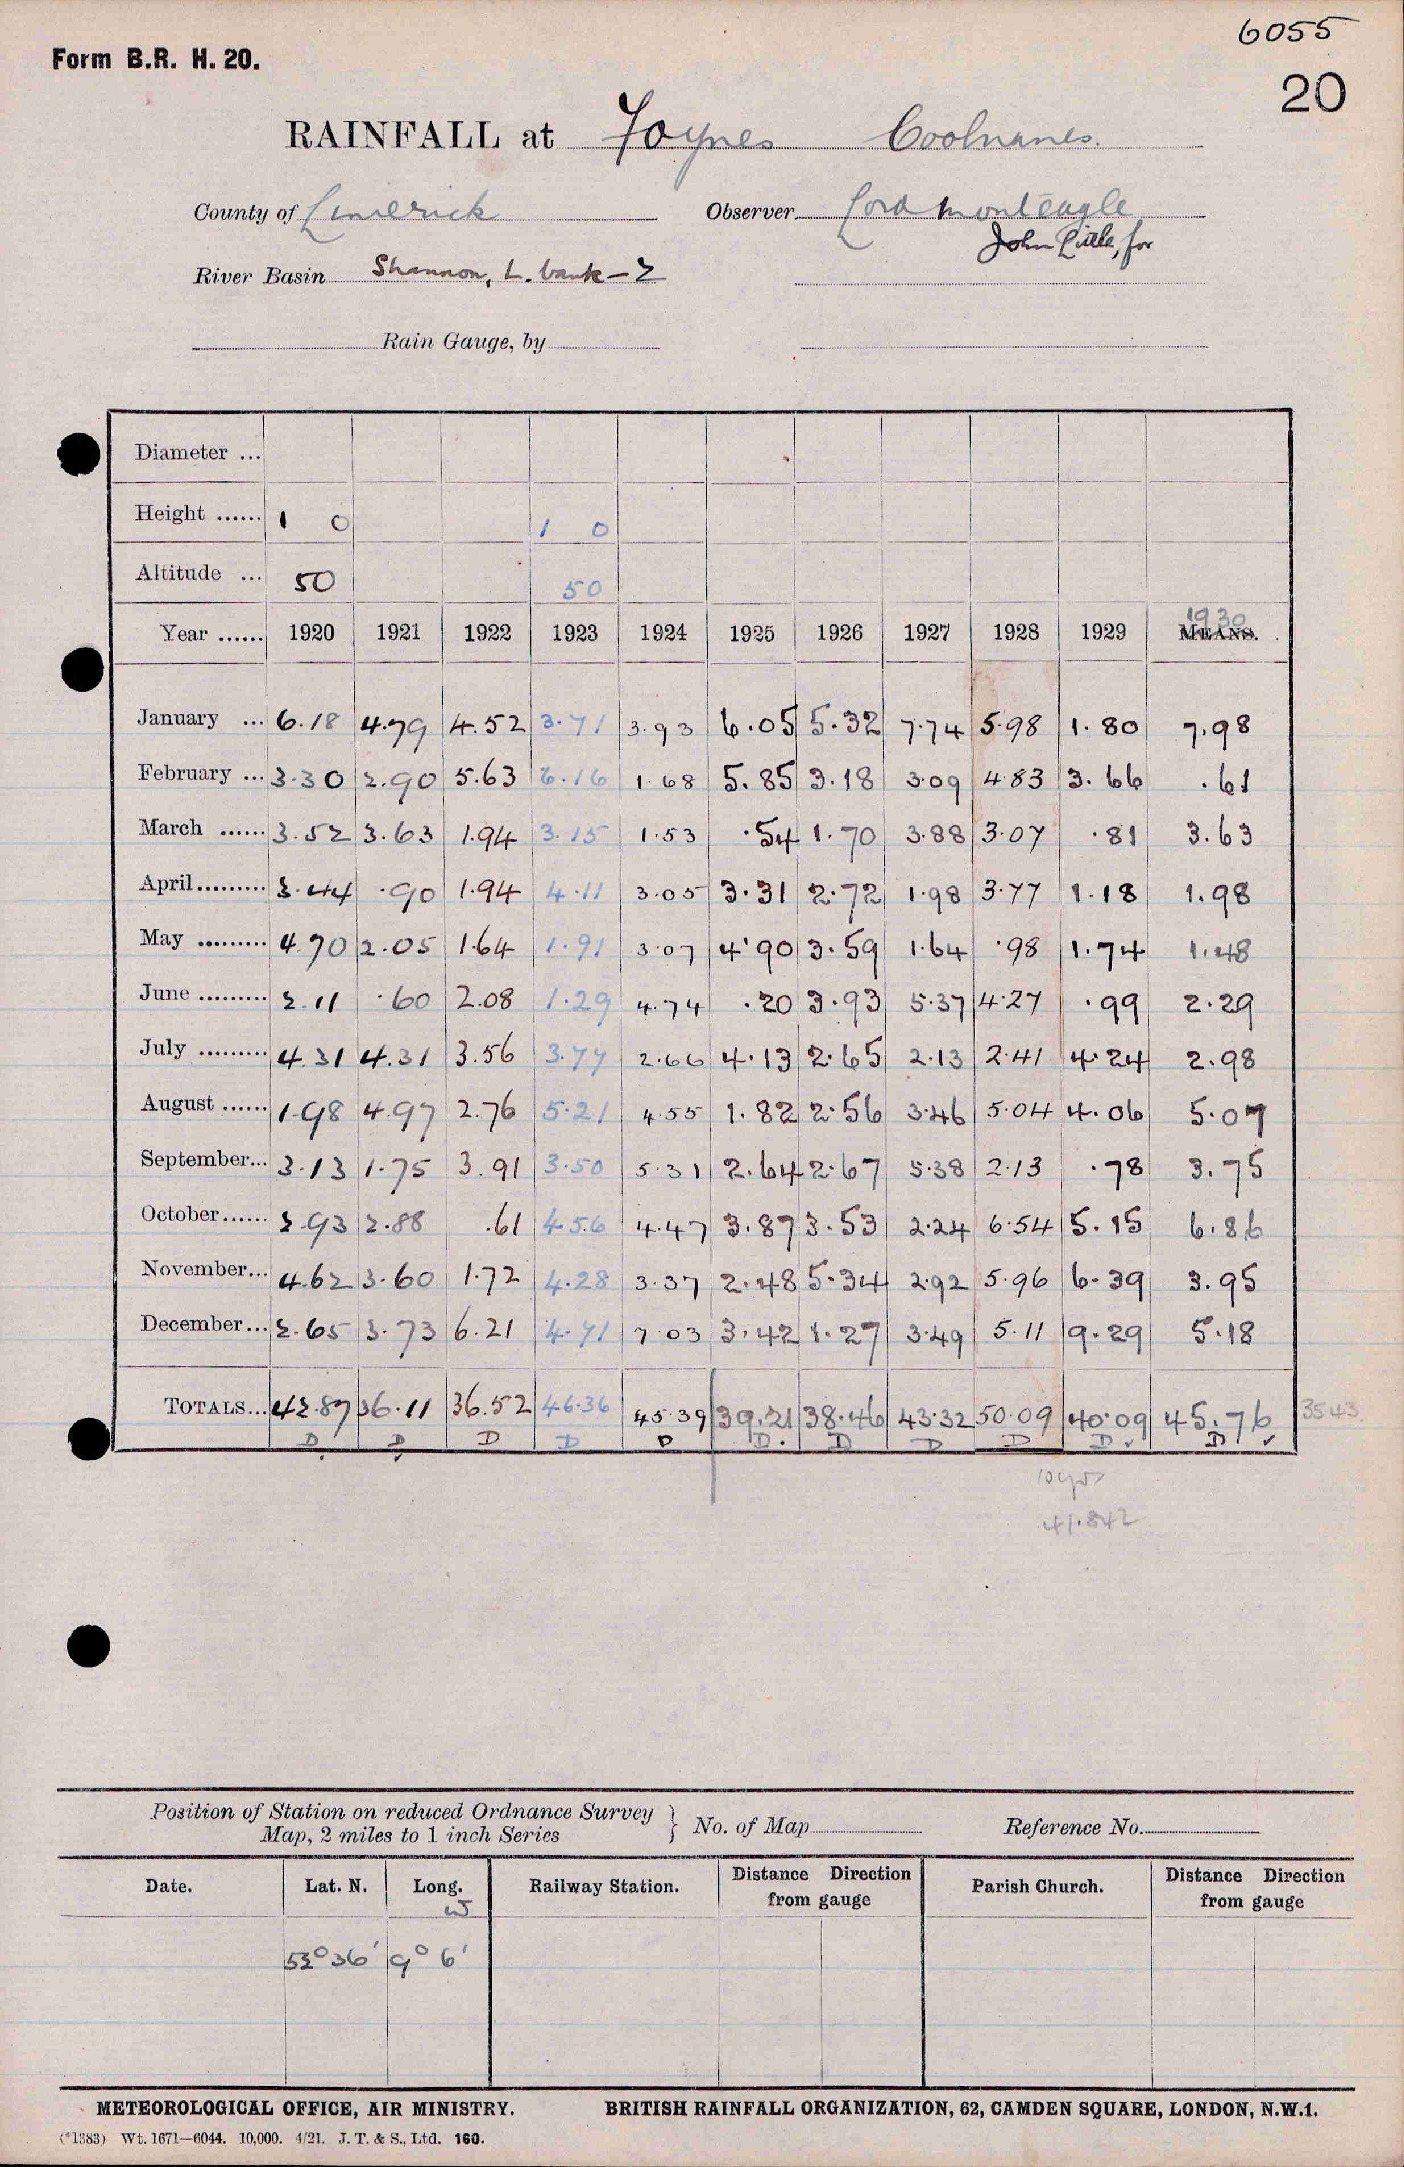 6055
Form B.R. H. 20.
20
RAINFALL at Foynes Coolnanes.
County of Limerick Observer Lord Monteagle
John Little, for
River Basin Shannon, L. bank - 2
Rain Gauge, by
Diameter ...
Height ...... 1 0 1 0
Altitude ... 50 50
1930
Year ...... 1920 1921 1922 1923 1924 1925 1926 1927 1928 1929 MEANS.
January ... 6.18 4.79 4.52 3.71 3.93 6.05 5.32 7.74 5.98 1.80 7.98
February ... 3.30 2.90 5.63 6.16 1.68 5.85 3.18 3.09 4.83 3.66 .61
March ...... 3.52 3.63 1.94 3.15 1.53 .54 1.70 3.88 3.07 .81 3.63
April......... 3.44 .90 1.94 4.11 3.05 3.31 2.72 1.98 3.77 1.18 1.98
May ......... 4.70 2.05 1.64 1.91 3.07 4.90 3.59 1.64 .98 1.74 1.48
June ......... 2.11 .60 2.08 1.29 4.74 .20 3.93 5.37 4.27 .99 2.29
July ......... 4.31 4.31 3.56 3.77 2.66 4.13 2.65 2.13 2.41 4.24 2.98
August ...... 1.98 4.97 2.76 5.21 4.55 1.82 2.56 3.46 5.04 4.06 5.07
September... 3.13 1.75 3.91 3.50 5.31 2.64 2.67 5.38 2.13 .78 3.75
October...... 2.93 2.88 .61 4.56 4.47 3.87 3.53 2.24 6.54 5.15 6.86
November... 4.62 3.60 1.72 4.28 3.37 2.48 5.34 2.92 5.96 6.39 3.95
December... 2.65 3.73 6.21 4.71 7.03 3.42 1.27 3.49 5.11 9.29 5.18
TOTALS... 42.87 36.11 36.52 46.36 45.39 39.21 38.46 43.32 50.09 40.09 45.76 35.43
D D D D D D. D D D D ✓ D ✓
10 yrs
41.842
Position of Station on reduced Ordnance Survey
Map, 2 miles to 1 inch Series } No. of Map Reference No.
Date. Lat. N. Long. Railway Station. Distance Direction from gauge Parish Church. Distance Direction from gauge
W
52° 36' 9° 6'
METEOROLOGICAL OFFICE, AIR MINISTRY. BRITISH RAINFALL ORGANIZATION, 62, CAMDEN SQUARE, LONDON, N.W.1.
(*1383) Wt. 1671—6044. 10,000. 4/21. J. T. & S., Ltd. 160.